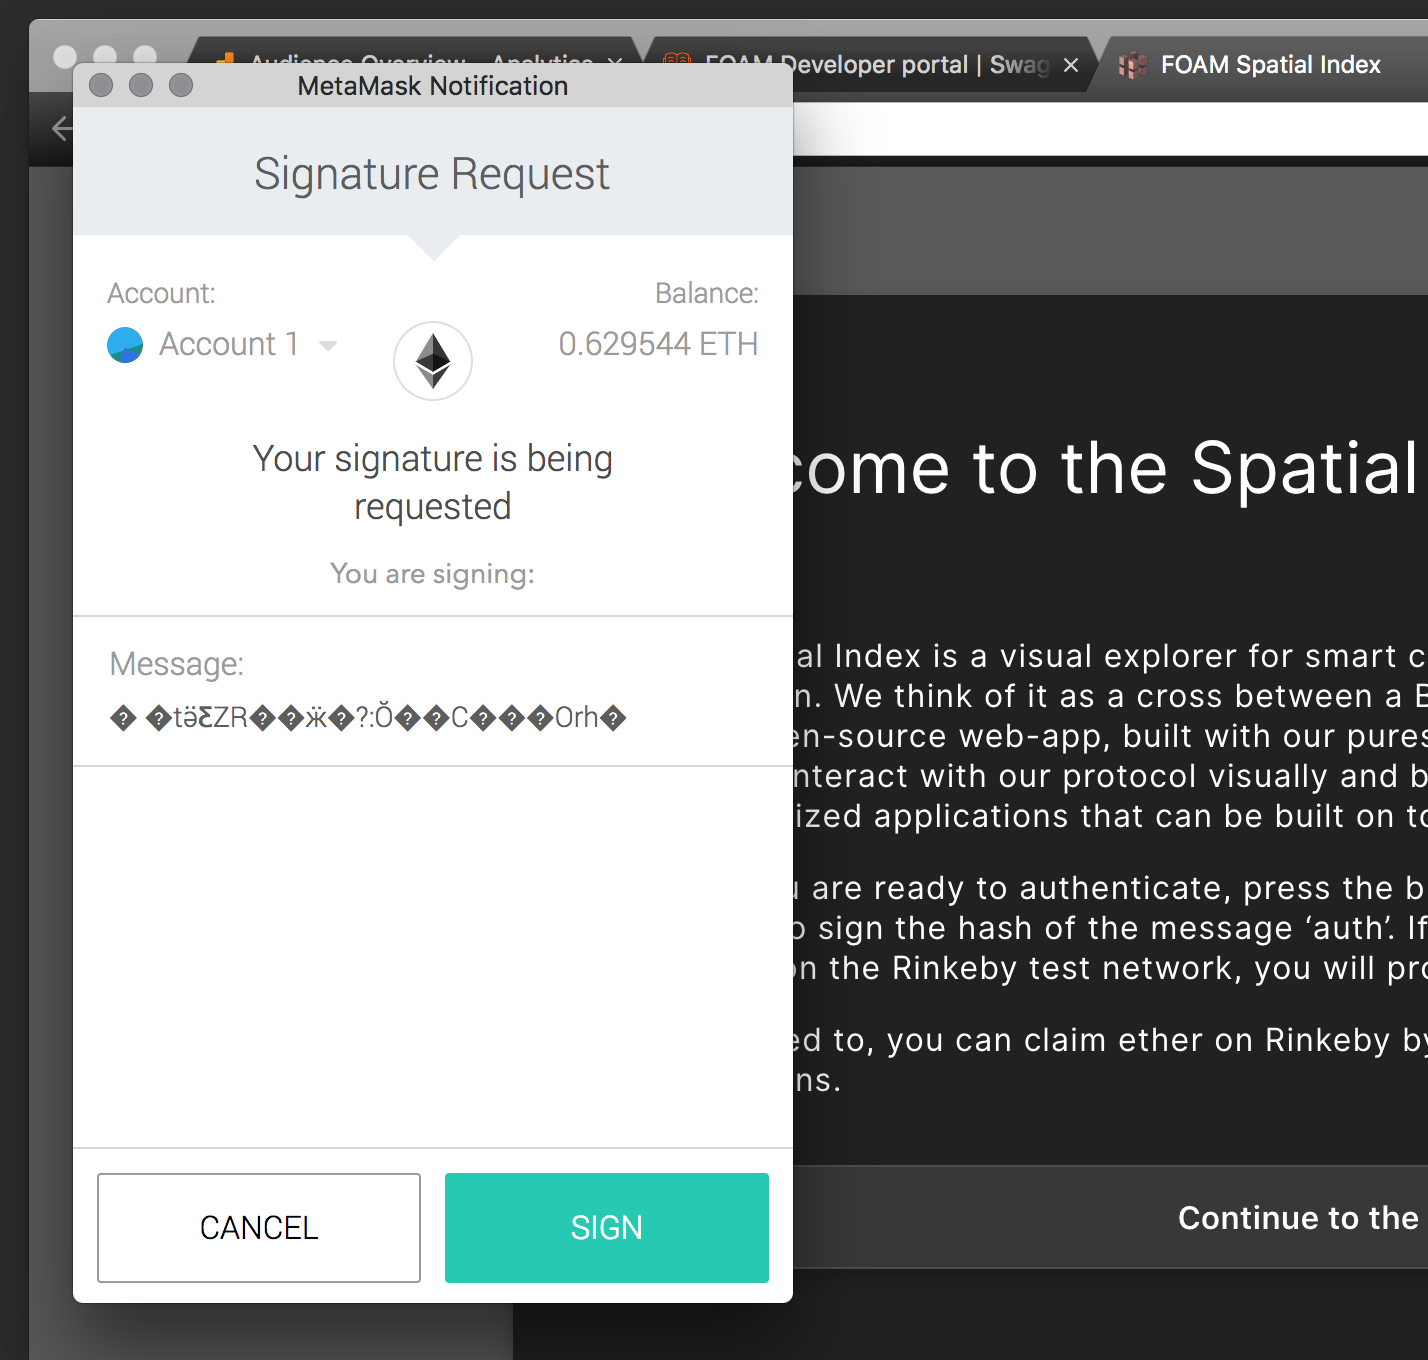 Audience Overview – Analytics
FOAM Developer portal | Swag
FOAM Spatial Index
MetaMask Notification
Signature Request
Account:
Balance:
Account 1
0.629544 ETH
Your signature is being
requested
You are signing:
Message:
� �tӛƸZR��ӝ�?:Ŏ��C���Orh�
CANCEL
SIGN
come to the Spatial
al Index is a visual explorer for smart c
n. We think of it as a cross between a B
en-source web-app, built with our pures
nteract with our protocol visually and b
ized applications that can be built on to
u are ready to authenticate, press the b
o sign the hash of the message ‘auth’. If
on the Rinkeby test network, you will pro
ed to, you can claim ether on Rinkeby by
ns.
Continue to the